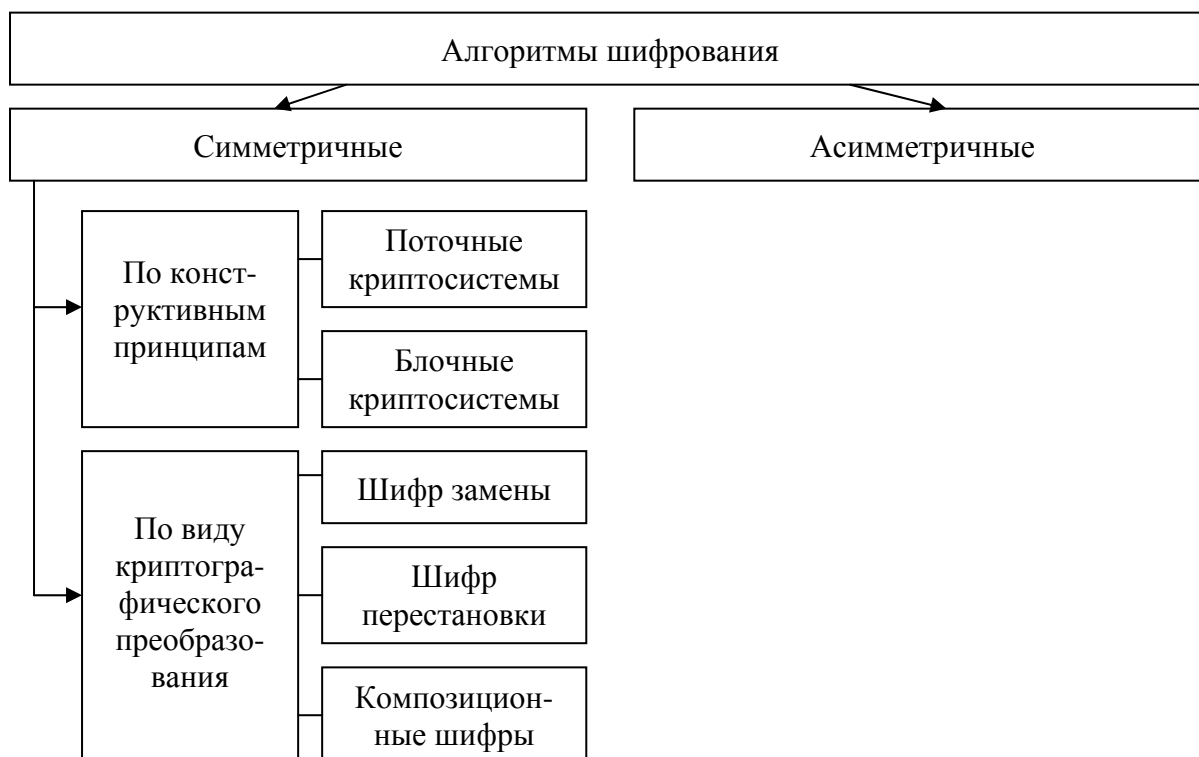 Алгоритмы шифрования
Симметричные
Асимметричные
По конст-
руктивным
принципам
Поточные
криптосистемы
Блочные
криптосистемы
По виду
криптогра-
фического
преобразо-
вания
Шифр замены
Шифр
перестановки
Композицион-
ные шифры